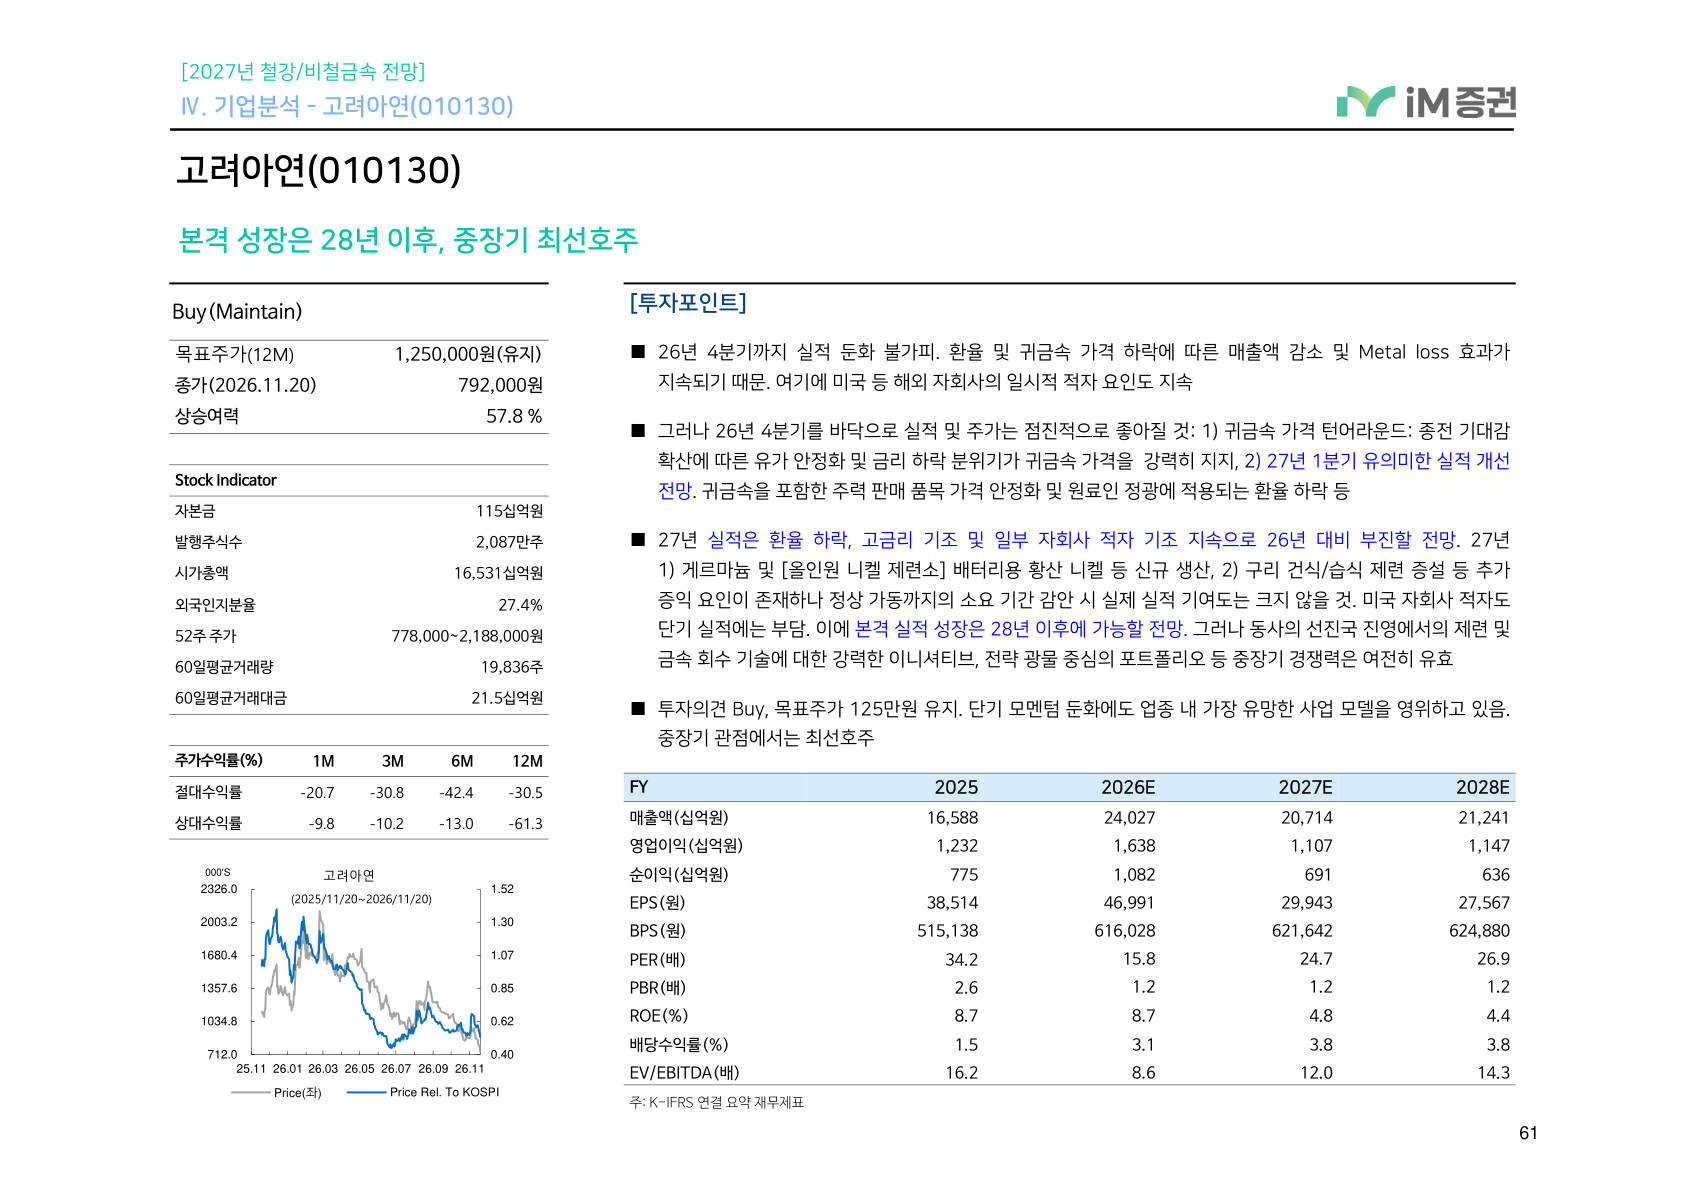 [2027년 철강/비철금속 전망]
Ⅳ. 기업분석 - 고려아연(010130)
iM증권
고려아연(010130)
본격 성장은 28년 이후, 중장기 최선호주
Buy(Maintain)
목표주가(12M) 1,250,000원(유지)
종가(2026.11.20) 792,000원
상승여력 57.8 %
Stock Indicator
자본금 115십억원
발행주식수 2,087만주
시가총액 16,531십억원
외국인지분율 27.4%
52주 주가 778,000~2,188,000원
60일평균거래량 19,836주
60일평균거래대금 21.5십억원
주가수익률(%) 1M 3M 6M 12M
절대수익률 -20.7 -30.8 -42.4 -30.5
상대수익률 -9.8 -10.2 -13.0 -61.3
000'S 고려아연
(2025/11/20~2026/11/20)
2326.0 1.52
2003.2 1.30
1680.4 1.07
1357.6 0.85
1034.8 0.62
712.0 0.40
25.11 26.01 26.03 26.05 26.07 26.09 26.11
Price(좌) Price Rel. To KOSPI
[투자포인트]
■ 26년 4분기까지 실적 둔화 불가피. 환율 및 귀금속 가격 하락에 따른 매출액 감소 및 Metal loss 효과가
지속되기 때문. 여기에 미국 등 해외 자회사의 일시적 적자 요인도 지속
■ 그러나 26년 4분기를 바닥으로 실적 및 주가는 점진적으로 좋아질 것: 1) 귀금속 가격 턴어라운드: 종전 기대감
확산에 따른 유가 안정화 및 금리 하락 분위기가 귀금속 가격을 강력히 지지, 2) 27년 1분기 유의미한 실적 개선
전망. 귀금속을 포함한 주력 판매 품목 가격 안정화 및 원료인 정광에 적용되는 환율 하락 등
■ 27년 실적은 환율 하락, 고금리 기조 및 일부 자회사 적자 기조 지속으로 26년 대비 부진할 전망. 27년
1) 게르마늄 및 [올인원 니켈 제련소] 배터리용 황산 니켈 등 신규 생산, 2) 구리 건식/습식 제련 증설 등 추가
증익 요인이 존재하나 정상 가동까지의 소요 기간 감안 시 실제 실적 기여도는 크지 않을 것. 미국 자회사 적자도
단기 실적에는 부담. 이에 본격 실적 성장은 28년 이후에 가능할 전망. 그러나 동사의 선진국 진영에서의 제련 및
금속 회수 기술에 대한 강력한 이니셔티브, 전략 광물 중심의 포트폴리오 등 중장기 경쟁력은 여전히 유효
■ 투자의견 Buy, 목표주가 125만원 유지. 단기 모멘텀 둔화에도 업종 내 가장 유망한 사업 모델을 영위하고 있음.
중장기 관점에서는 최선호주
FY 2025 2026E 2027E 2028E
매출액(십억원) 16,588 24,027 20,714 21,241
영업이익(십억원) 1,232 1,638 1,107 1,147
순이익(십억원) 775 1,082 691 636
EPS(원) 38,514 46,991 29,943 27,567
BPS(원) 515,138 616,028 621,642 624,880
PER(배) 34.2 15.8 24.7 26.9
PBR(배) 2.6 1.2 1.2 1.2
ROE(%) 8.7 8.7 4.8 4.4
배당수익률(%) 1.5 3.1 3.8 3.8
EV/EBITDA(배) 16.2 8.6 12.0 14.3
주: K-IFRS 연결 요약 재무제표
61